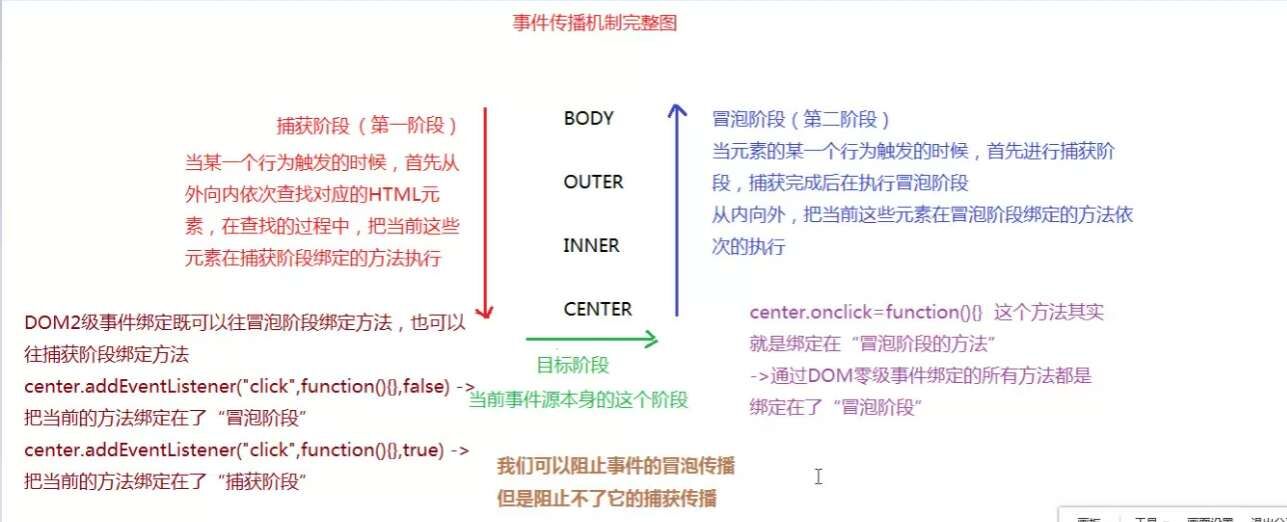 事件传播机制完整图
捕获阶段（第一阶段）
当某一个行为触发的时候，首先从
外向内依次查找对应的HTML元
素，在查找的过程中，把当前这些
元素在捕获阶段绑定的方法执行
BODY
OUTER
INNER
CENTER
冒泡阶段（第二阶段）
当元素的某一个行为触发的时候，首先进行捕获阶
段，捕获完成后在执行冒泡阶段
从内向外，把当前这些元素在冒泡阶段绑定的方法依
次的执行
DOM2级事件绑定既可以往冒泡阶段绑定方法，也可以
往捕获阶段绑定方法
center.addEventListener("click",function(){},false) ->
把当前的方法绑定在了“冒泡阶段”
center.addEventListener("click",function(){},true) ->
把当前的方法绑定在了“捕获阶段”
目标阶段
当前事件源本身的这个阶段
center.onclick=function(){} 这个方法其实
就是绑定在“冒泡阶段的方法”
->通过DOM零级事件绑定的所有方法都是
绑定在了“冒泡阶段”
我们可以阻止事件的冒泡传播
但是阻止不了它的捕获传播